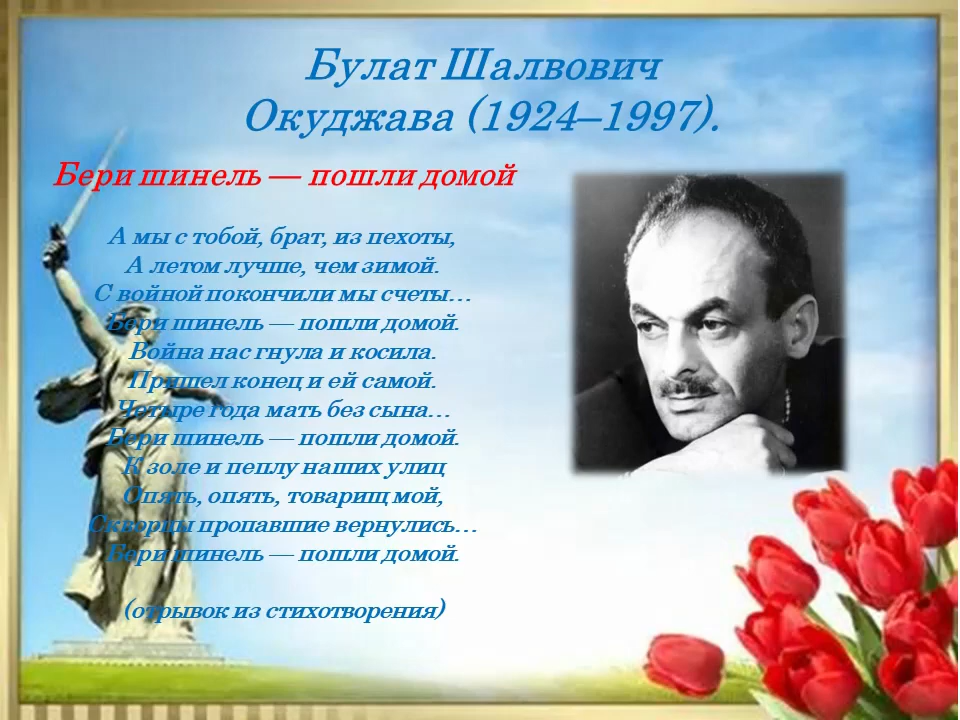 Булат Шалвович
Окуджава (1924–1997).
Бери шинель — пошли домой
А мы с тобой, брат, из пехоты,
А летом лучше, чем зимой.
С войной покончили мы счеты…
Бери шинель — пошли домой.
Война нас гнула и косила.
Пришел конец и ей самой.
Четыре года мать без сына…
Бери шинель — пошли домой.
К золе и пеплу наших улиц
Опять, опять, товарищ мой,
Скворцы пропавшие вернулись…
Бери шинель — пошли домой.
(отрывок из стихотворения)